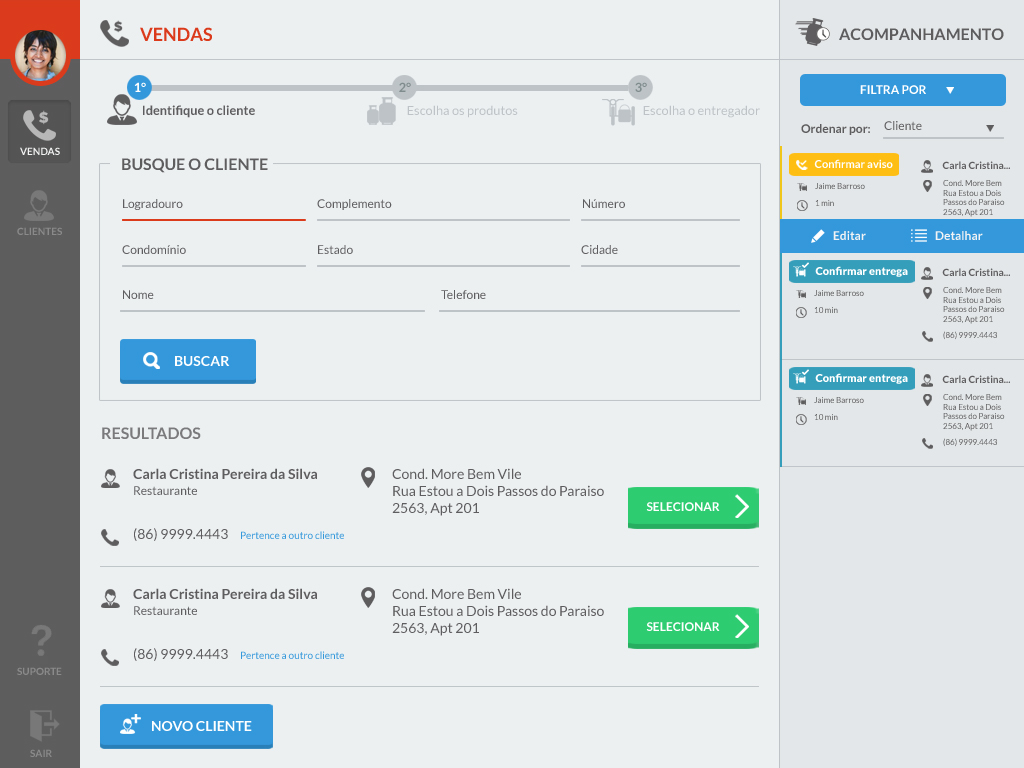 VENDAS
CLIENTES
SUPORTE
SAIR
$ VENDAS
1º
2º
3º
Identifique o cliente
Escolha os produtos
Escolha o entregador
BUSQUE O CLIENTE
Logradouro
Complemento
Número
Condomínio
Estado
Cidade
Nome
Telefone
BUSCAR
RESULTADOS
Carla Cristina Pereira da Silva
Restaurante
(86) 9999.4443 Pertence a outro cliente
Cond. More Bem Vile
Rua Estou a Dois Passos do Paraiso
2563, Apt 201
SELECIONAR
Carla Cristina Pereira da Silva
Restaurante
(86) 9999.4443 Pertence a outro cliente
Cond. More Bem Vile
Rua Estou a Dois Passos do Paraiso
2563, Apt 201
SELECIONAR
NOVO CLIENTE
ACOMPANHAMENTO
FILTRA POR
Ordenar por: Cliente
Confirmar aviso
Jaime Barroso
1 min
Carla Cristina...
Cond. More Bem
Rua Estou a Dois
Passos do Paraiso
2563, Apt 201
Editar
Detalhar
Confirmar entrega
Jaime Barroso
10 min
Carla Cristina...
Cond. More Bem
Rua Estou a Dois
Passos do Paraiso
2563, Apt 201
(86) 9999.4443
Confirmar entrega
Jaime Barroso
10 min
Carla Cristina...
Cond. More Bem
Rua Estou a Dois
Passos do Paraiso
2563, Apt 201
(86) 9999.4443